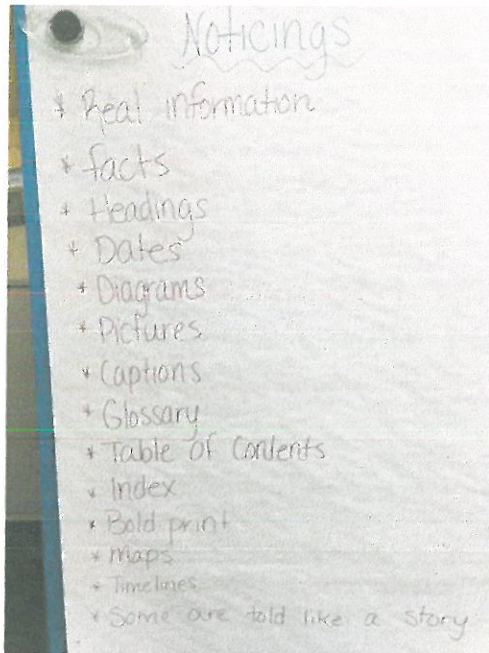 Noticings
* Real information
* facts
* Headings
* Dates
* Diagrams
* Pictures
* Captions
* Glossary
* Table of Contents
* Index
* Bold print
* Maps
* Timelines
* Some are told like a story